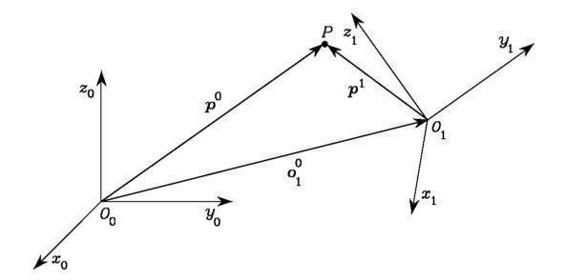 P
z₁
y₁
z₀
p⁰
p¹
O₁
o₁⁰
x₁
O₀
y₀
x₀